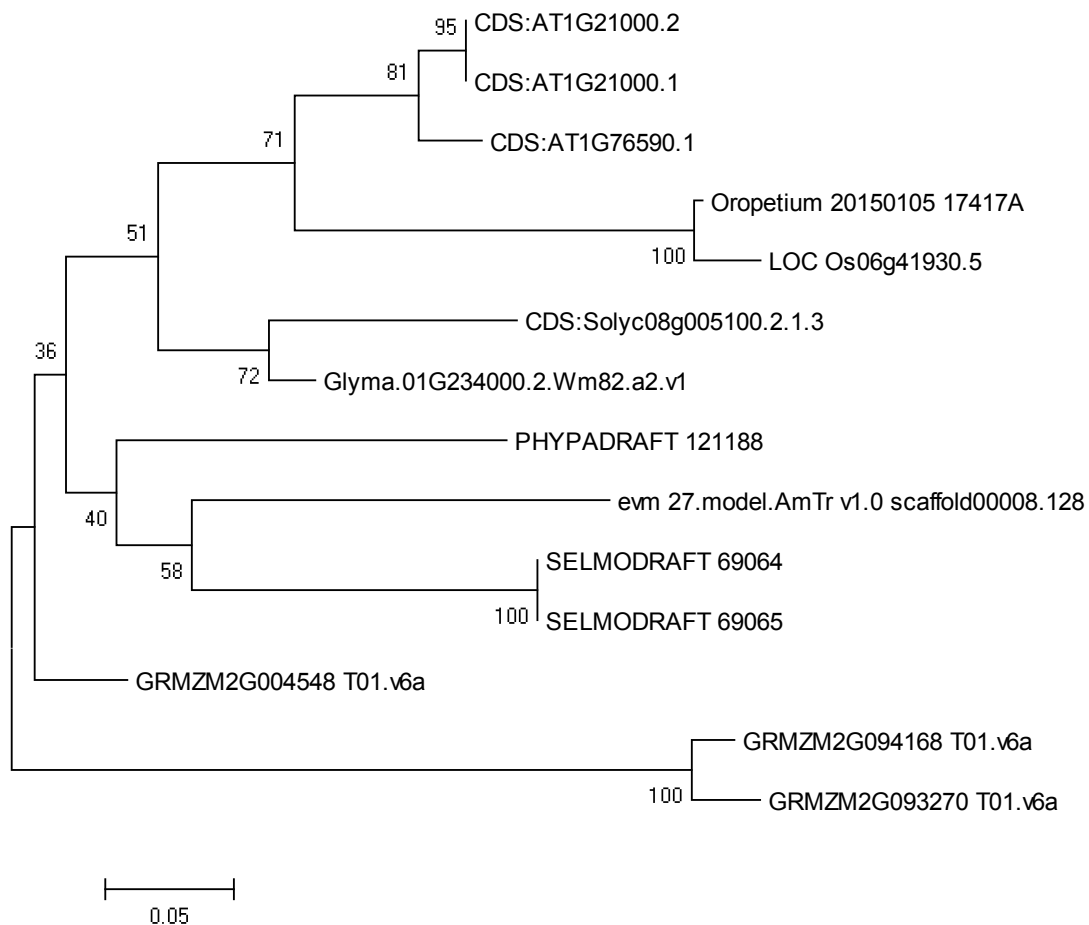 95
CDS:AT1G21000.2
81
CDS:AT1G21000.1
71
CDS:AT1G76590.1
Oropetium 20150105 17417A
51
100
LOC Os06g41930.5
CDS:Solyc08g005100.2.1.3
36
72
Glyma.01G234000.2.Wm82.a2.v1
PHYPADRAFT 121188
evm 27.model.AmTr v1.0 scaffold00008.128
40
58
SELMODRAFT 69064
100
SELMODRAFT 69065
GRMZM2G004548 T01.v6a
GRMZM2G094168 T01.v6a
100
GRMZM2G093270 T01.v6a
0.05